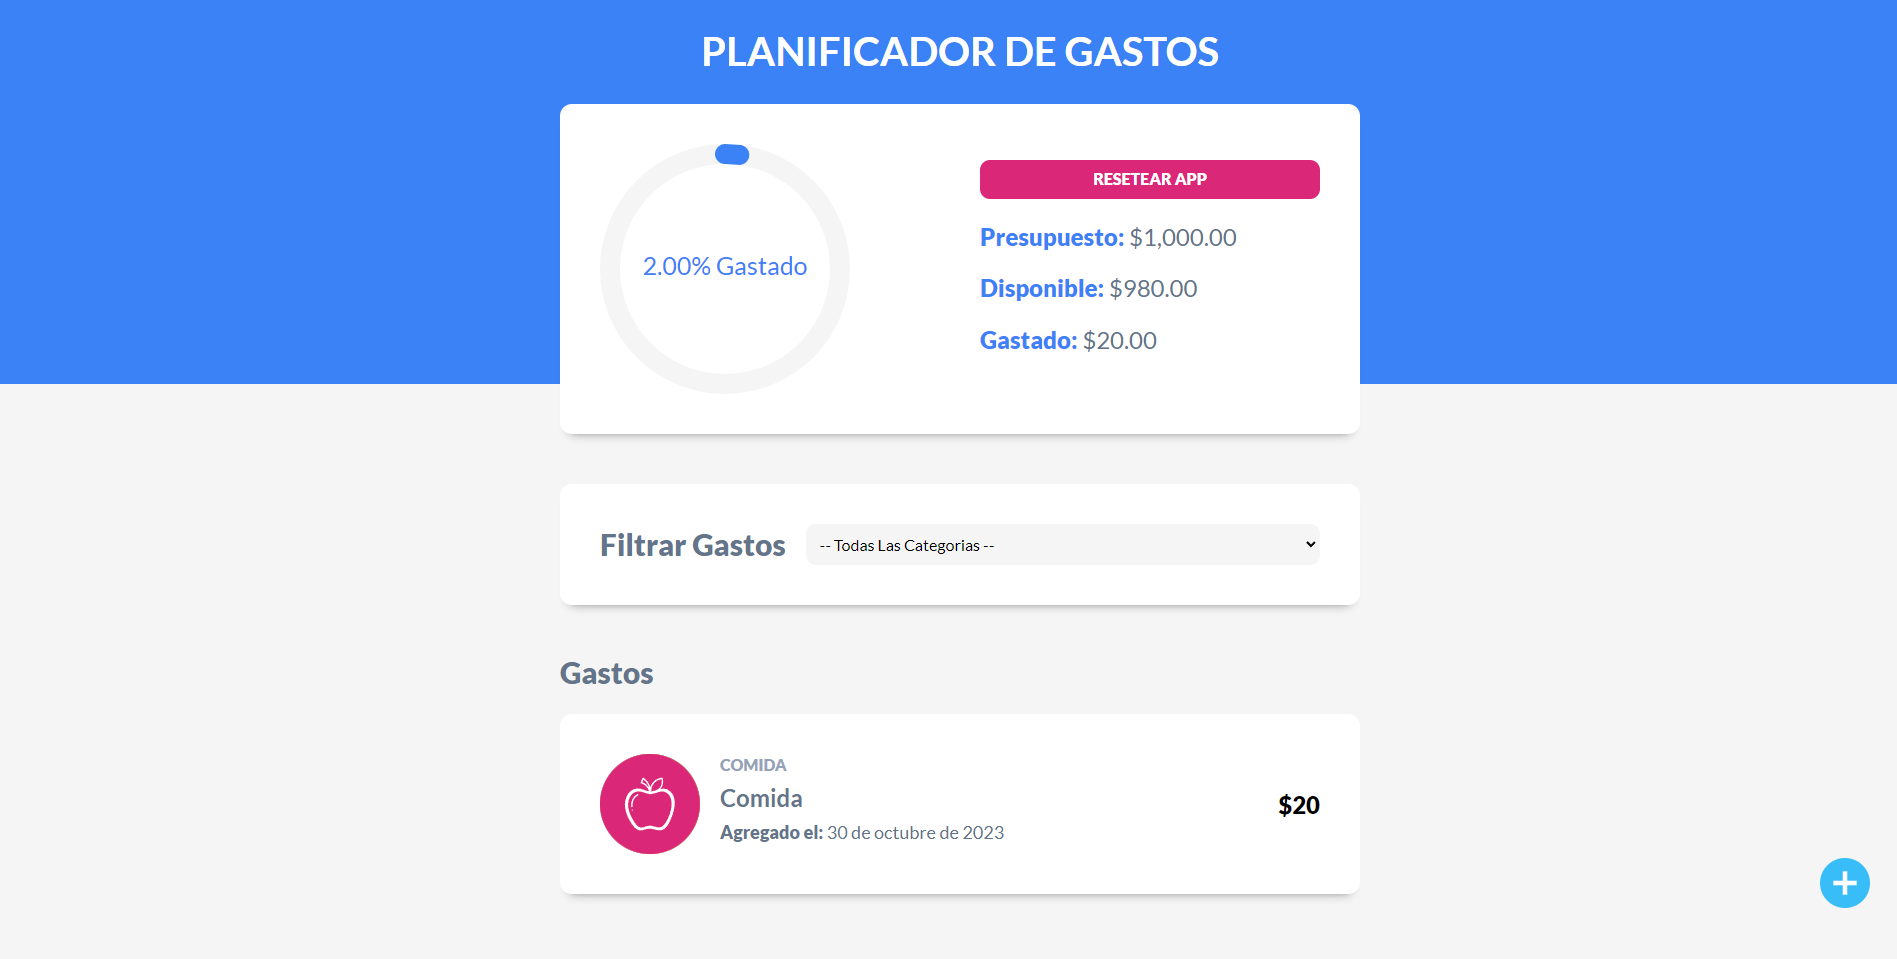 PLANIFICADOR DE GASTOS
2.00% Gastado
RESETEAR APP
Presupuesto: $1,000.00
Disponible: $980.00
Gastado: $20.00
Filtrar Gastos
-- Todas Las Categorias --
Gastos
COMIDA
Comida
Agregado el: 30 de octubre de 2023
$20